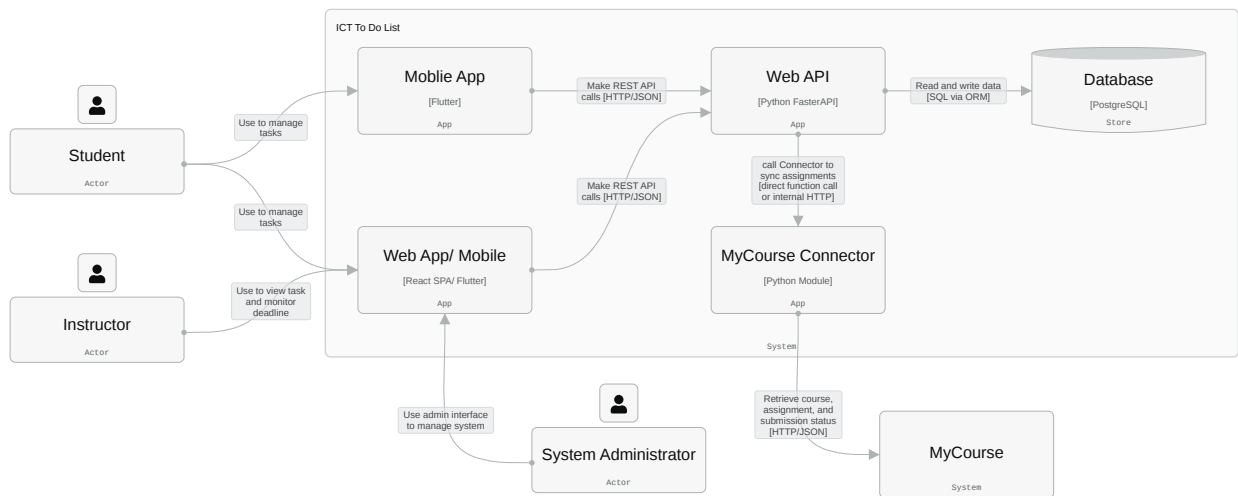 ICT To Do List
Moblie App
[Flutter]
App
Make REST API
calls [HTTP/JSON]
Web API
[Python FasterAPI]
App
Read and write data
[SQL via ORM]
Database
[PostgreSQL]
Store
Student
Actor
Use to manage
tasks
Use to manage
tasks
call Connector to
sync assignments
[direct function call
or internal HTTP]
Make REST API
calls [HTTP/JSON]
Web App/ Mobile
[React SPA/ Flutter]
App
MyCourse Connector
[Python Module]
App
Instructor
Actor
Use to view task
and monitor
deadline
System
Use admin interface
to manage system
System Administrator
Actor
Retrieve course,
assignment, and
submission status
[HTTP/JSON]
MyCourse
System